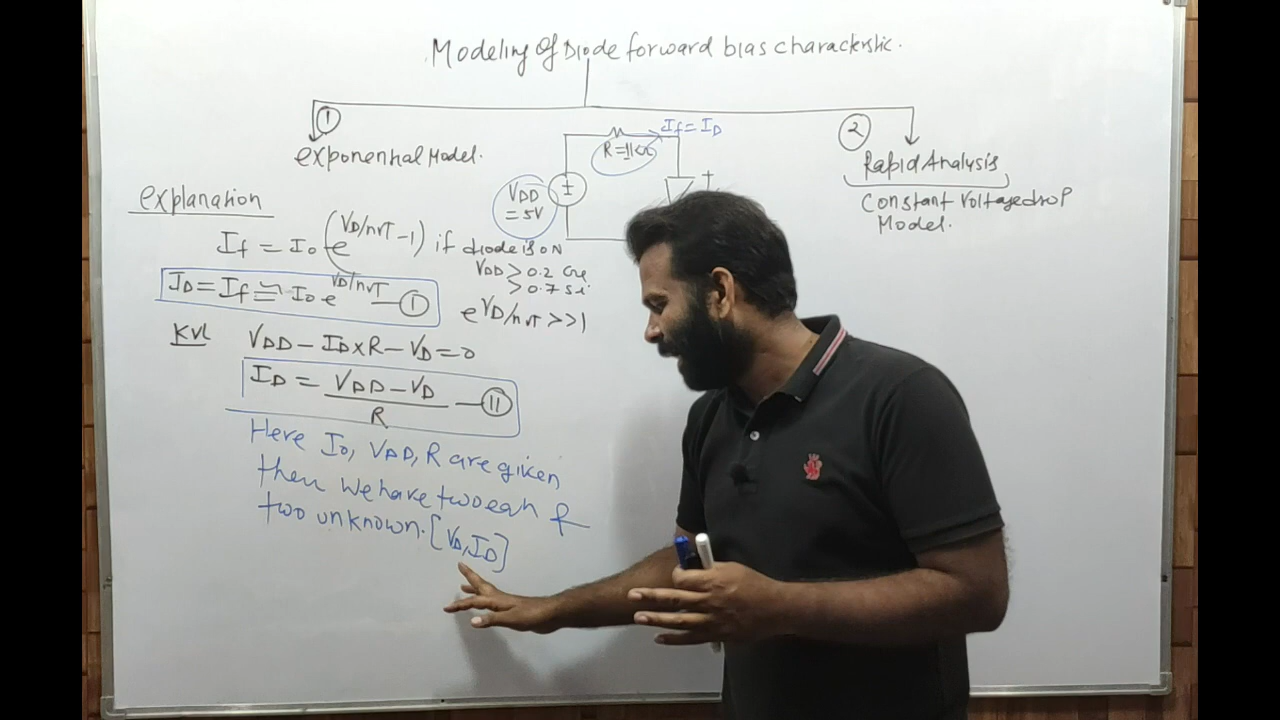 Modeling Of Diode forward bias characterstic.
①
exponential Model.
If = ID
R=1kΩ
VDD
= 5V
±
+
②
Rapid Analysis
Constant Voltage drop
Model.
explanation
If = Io e^(VD/nVT -1) if diode is ON
VDD > 0.2 Ge
> 0.7 si
ID = If ≅ Io e^VD/nVT —①
e^VD/nVT >> 1
KVL VDD - ID×R - VD = 0
ID = VDD - VD / R —②
Here Io, VDD, R are given
then We have two eqn &
two unknown. [VD, ID]